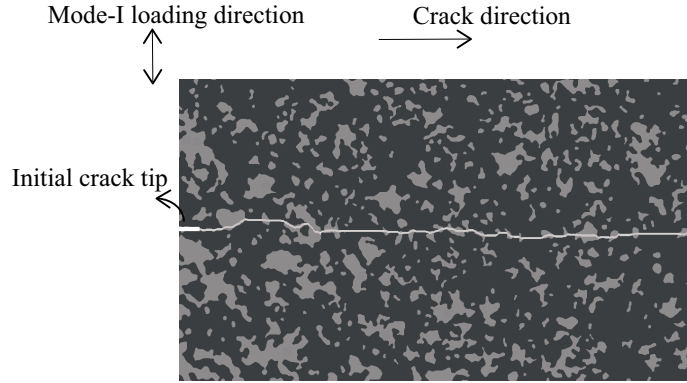 Mode-I loading direction
Crack direction
Initial crack tip